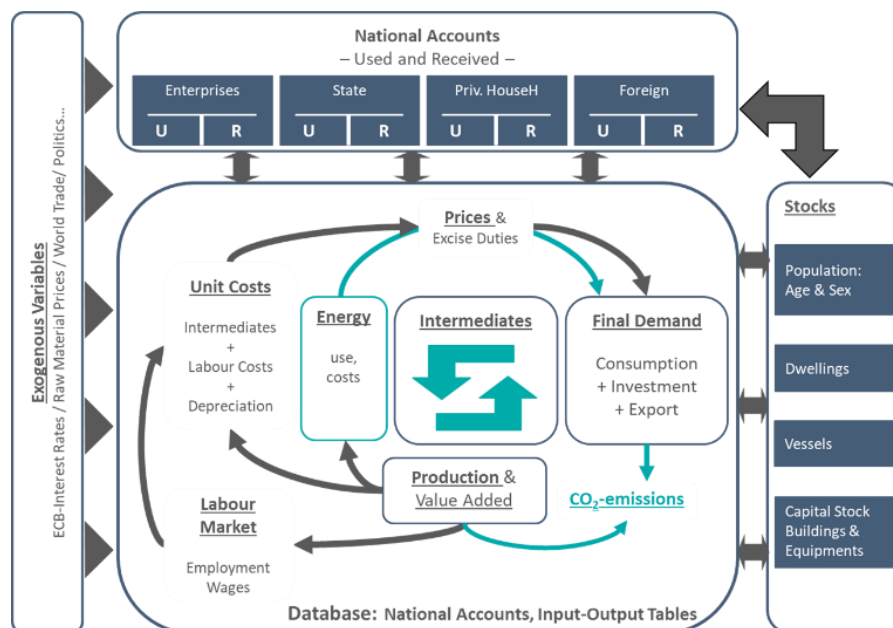 National Accounts
– Used and Received –
Enterprises
State
Priv. HouseH
Foreign
U
R
U
R
U
R
U
R
Exogenous Variables
ECB-Interest Rates / Raw Material Prices / World Trade/ Politics...
Prices &
Excise Duties
Unit Costs
Intermediates
+
Labour Costs
+
Depreciation
Energy
use,
costs
Intermediates
Final Demand
Consumption
+ Investment
+ Export
Production &
Value Added
CO₂-emissions
Labour
Market
Employment
Wages
Database: National Accounts, Input-Output Tables
Stocks
Population:
Age & Sex
Dwellings
Vessels
Capital Stock
Buildings &
Equipments